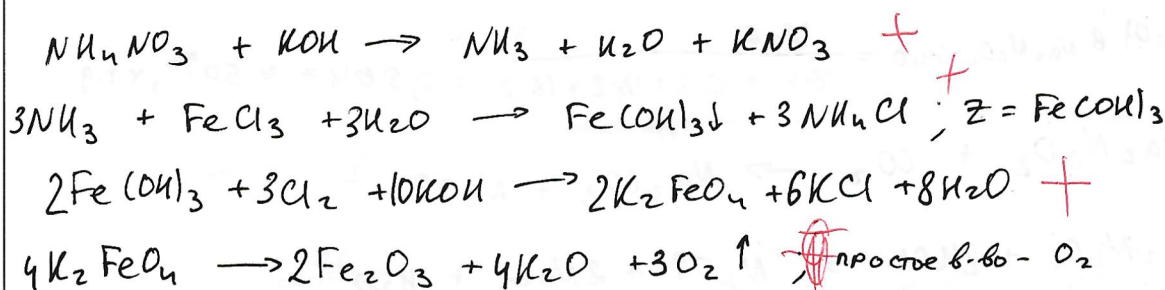 NH₄NO₃ + KOH → NH₃ + H₂O + KNO₃ +
3NH₃ + FeCl₃ + 3H₂O → Fe(OH)₃↓ + 3NH₄Cl ; Z = Fe(OH)₃ +
2Fe(OH)₃ + 3Cl₂ + 10KOH → 2K₂FeO₄ + 6KCl + 8H₂O +
4K₂FeO₄ → 2Fe₂O₃ + 4K₂O + 3O₂↑ ; простое в-во - O₂